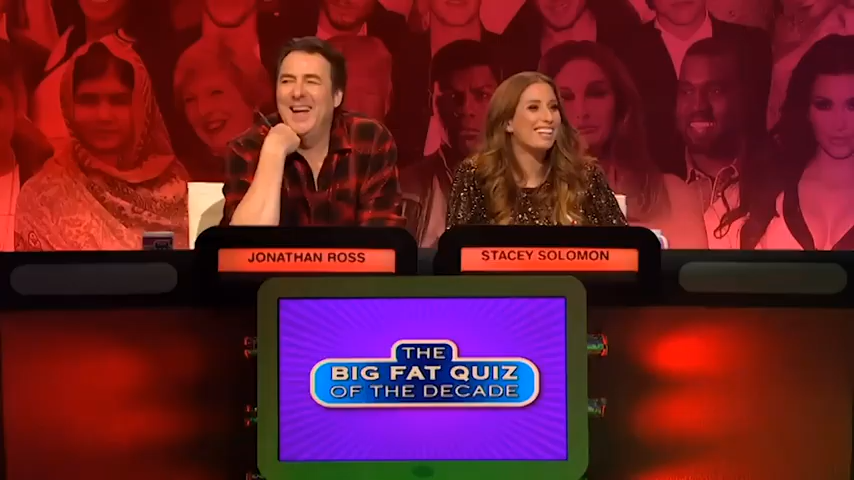 JONATHAN ROSS
STACEY SOLOMON
THE
BIG FAT QUIZ
OF THE DECADE